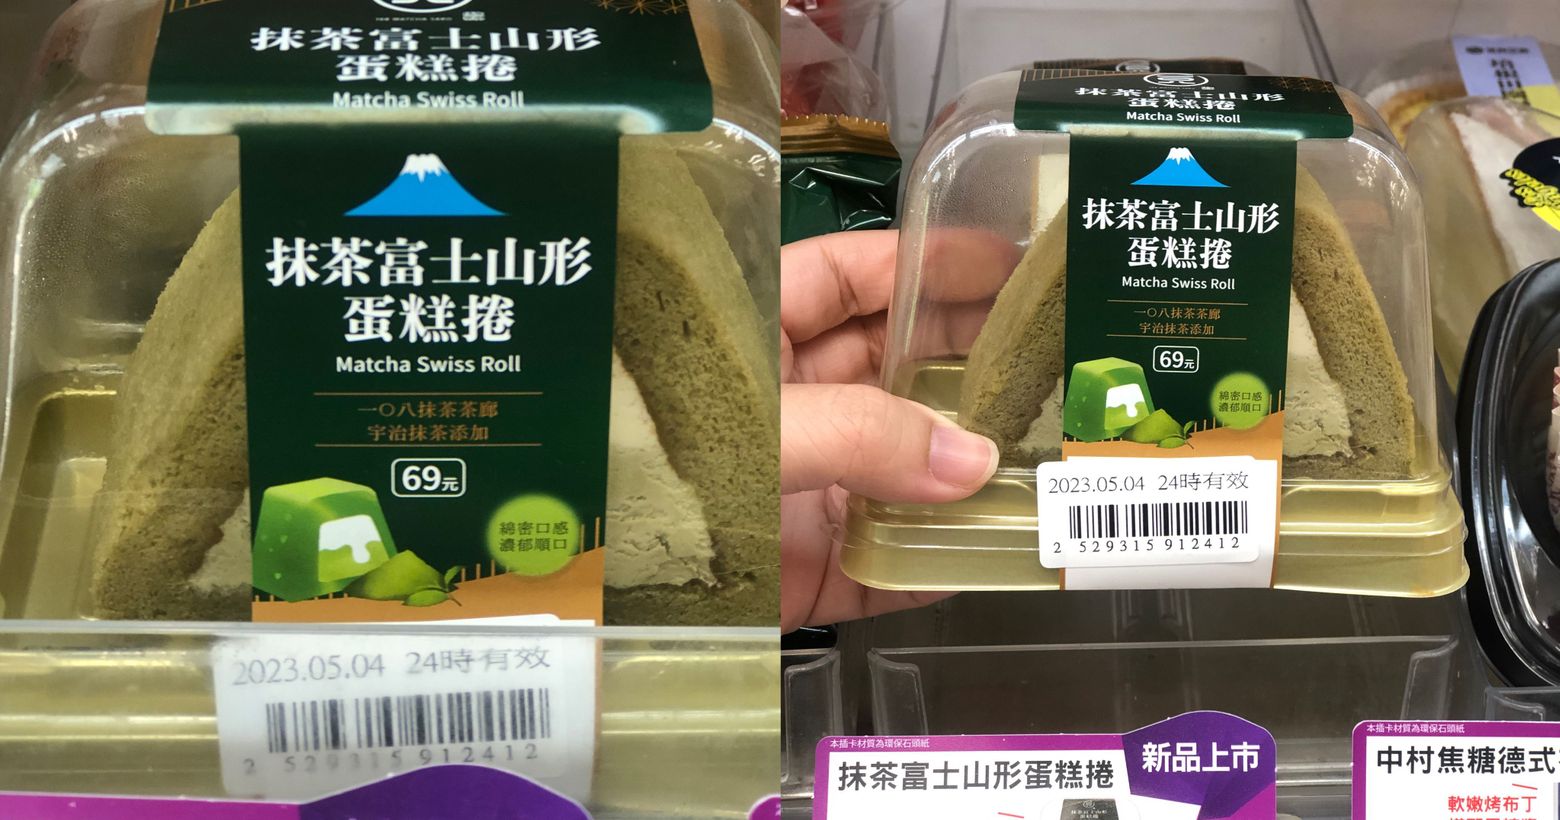 抹茶富士山形
蛋糕捲
Matcha Swiss Roll
抹茶富士山形
蛋糕捲
Matcha Swiss Roll
一〇八抹茶茶廊
宇治抹茶添加
69元
綿密口感
濃郁順口
2023.05.04 24時有效
2 529315 912412
抹茶富士山形
蛋糕捲
Matcha Swiss Roll
抹茶富士山形
蛋糕捲
Matcha Swiss Roll
一〇八抹茶茶廊
宇治抹茶添加
69元
綿密口感
濃郁順口
2023.05.04 24時有效
2 529315 912412
本插卡材質為環保石頭紙
新品上市
抹茶富士山形蛋糕捲
本插卡材質為環保石頭紙
中村焦糖德式
軟嫩烤布丁